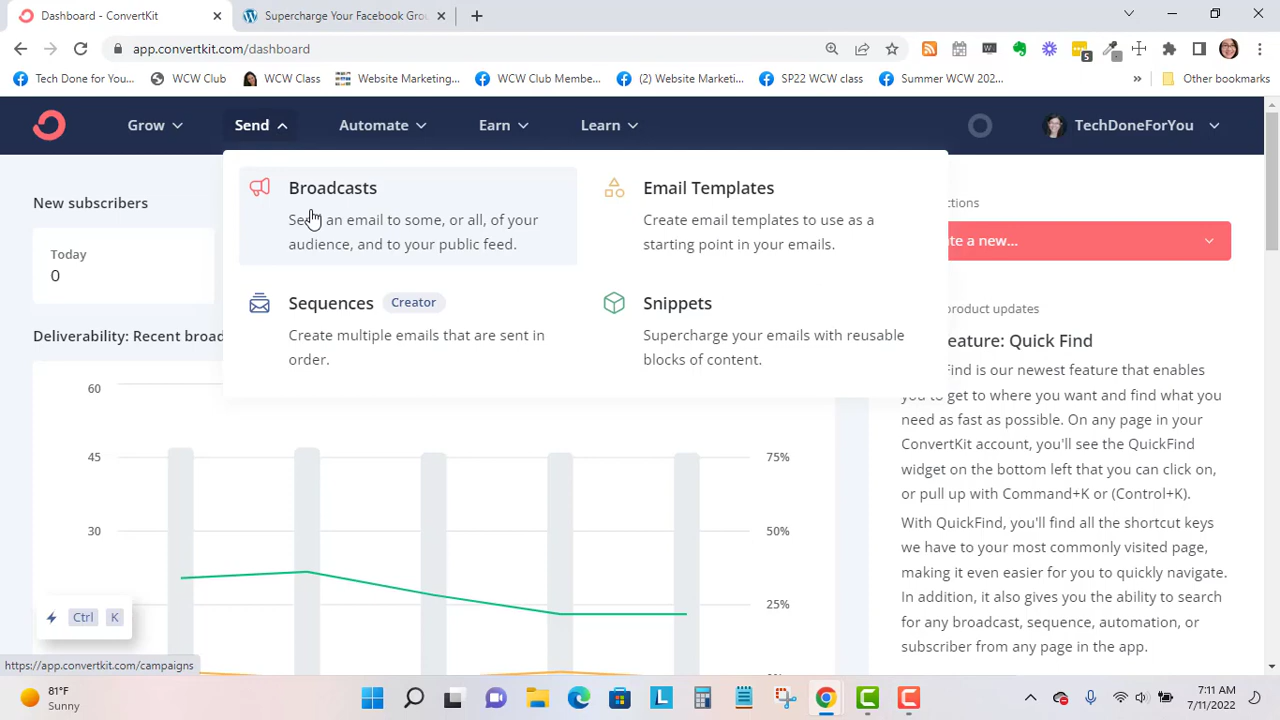 Dashboard - ConvertKit
Supercharge Your Facebook Gro
app.convertkit.com/dashboard
5
Tech Done for You...
WCW Club
WCW Class
Website Marketing...
WCW Club Membe...
(2) Website Market...
SP22 WCW class
Summer WCW 202...
»
Other bookmarks
Grow
Send
Automate
Earn
Learn
TechDoneForYou
Broadcasts
an email to some, or all, of your
audience, and to your public feed.
Email Templates
Create email templates to use as a
starting point in your emails.
Sequences
Creator
Create multiple emails that are sent in
order.
Snippets
Supercharge your emails with reusable
blocks of content.
New subscribers
Today
0
Deliverability: Recent broad
60
45
30
75%
50%
25%
Ctrl K
ctions
te a new...
product updates
eature: Quick Find
Find is our newest feature that enables
you to get to where you want and find what you
need as fast as possible. On any page in your
ConvertKit account, you'll see the QuickFind
widget on the bottom left that you can click on,
or pull up with Command+K or (Control+K).
With QuickFind, you'll find all the shortcut keys
we have to your most commonly visited page,
making it even easier for you to quickly navigate.
In addition, it also gives you the ability to search
for any broadcast, sequence, automation, or
subscriber from any page in the app.
https://app.convertkit.com/campaigns
81°F
Sunny
7:11 AM
7/11/2022